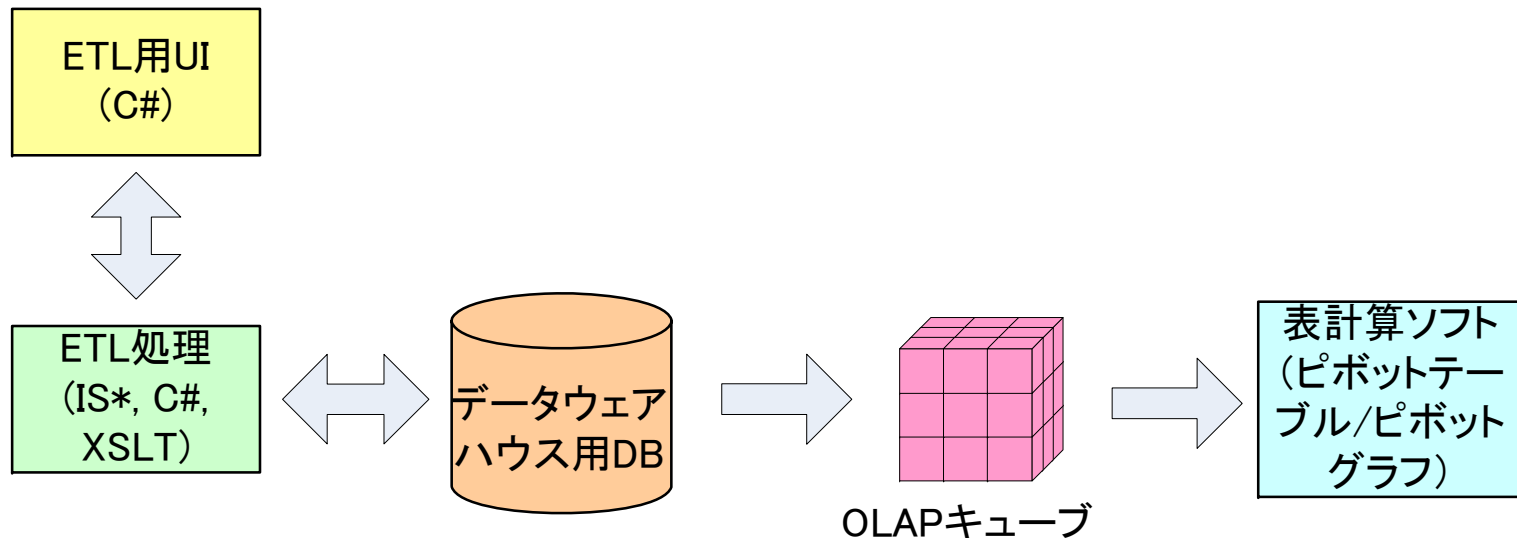 ETL用UI
(C#)
ETL処理
(IS*, C#,
XSLT)
データウェア
ハウス用DB
OLAPキューブ
表計算ソフト
(ピボットテー
ブル/ピボット
グラフ)